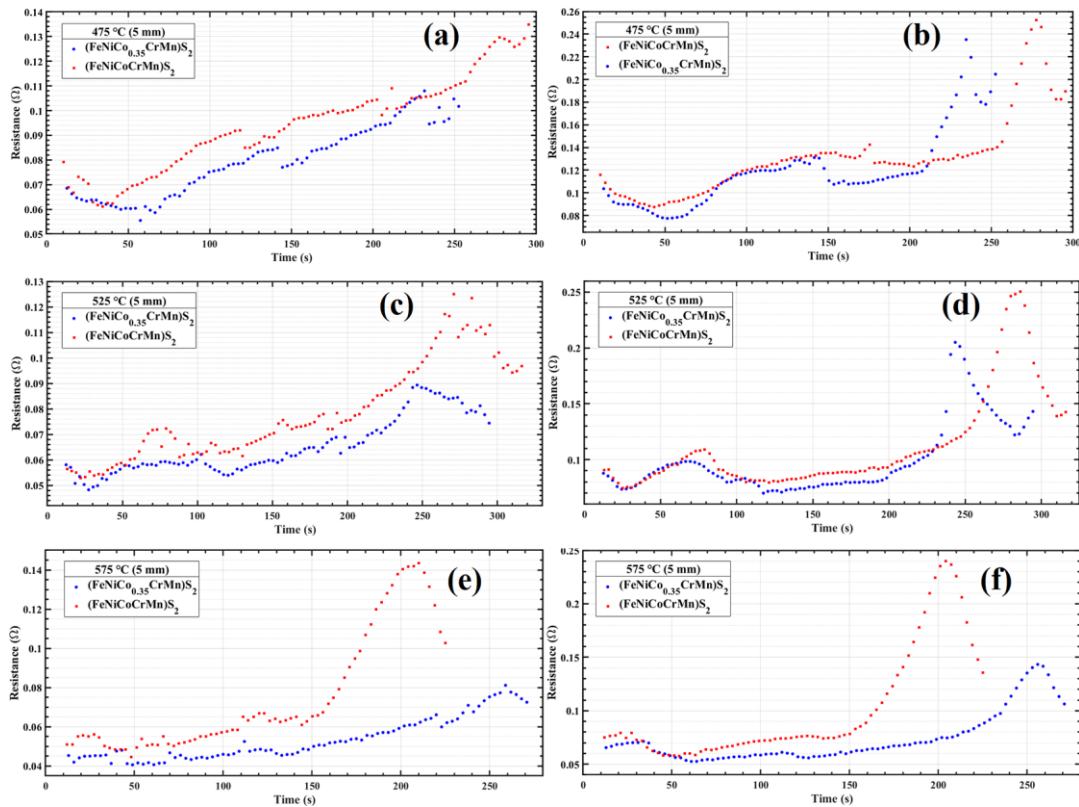 (a)
475 °C (5 mm)
(FeNiCo0.35CrMn)S2
(FeNiCoCrMn)S2
Resistance (Ω)
0.14
0.13
0.12
0.11
0.1
0.09
0.08
0.07
0.06
0.05
0 50 100 150 200 250 300
Time (s)
(b)
475 °C (5 mm)
(FeNiCoCrMn)S2
(FeNiCo0.35CrMn)S2
Resistance (Ω)
0.26
0.24
0.22
0.2
0.18
0.16
0.14
0.12
0.1
0.08
0 50 100 150 200 250 300
Time (s)
(c)
525 °C (5 mm)
(FeNiCo0.35CrMn)S2
(FeNiCoCrMn)S2
Resistance (Ω)
0.13
0.12
0.11
0.1
0.09
0.08
0.07
0.06
0.05
0 50 100 150 200 250 300
Time (s)
(d)
525 °C (5 mm)
(FeNiCo0.35CrMn)S2
(FeNiCoCrMn)S2
Resistance (Ω)
0.25
0.2
0.15
0.1
0 50 100 150 200 250 300
Time (s)
(e)
575 °C (5 mm)
(FeNiCo0.35CrMn)S2
(FeNiCoCrMn)S2
Resistance (Ω)
0.14
0.12
0.1
0.08
0.06
0.04
0 50 100 150 200 250
Time (s)
(f)
575 °C (5 mm)
(FeNiCo0.35CrMn)S2
(FeNiCoCrMn)S2
Resistance (Ω)
0.25
0.2
0.15
0.1
0.05
0 50 100 150 200 250
Time (s)